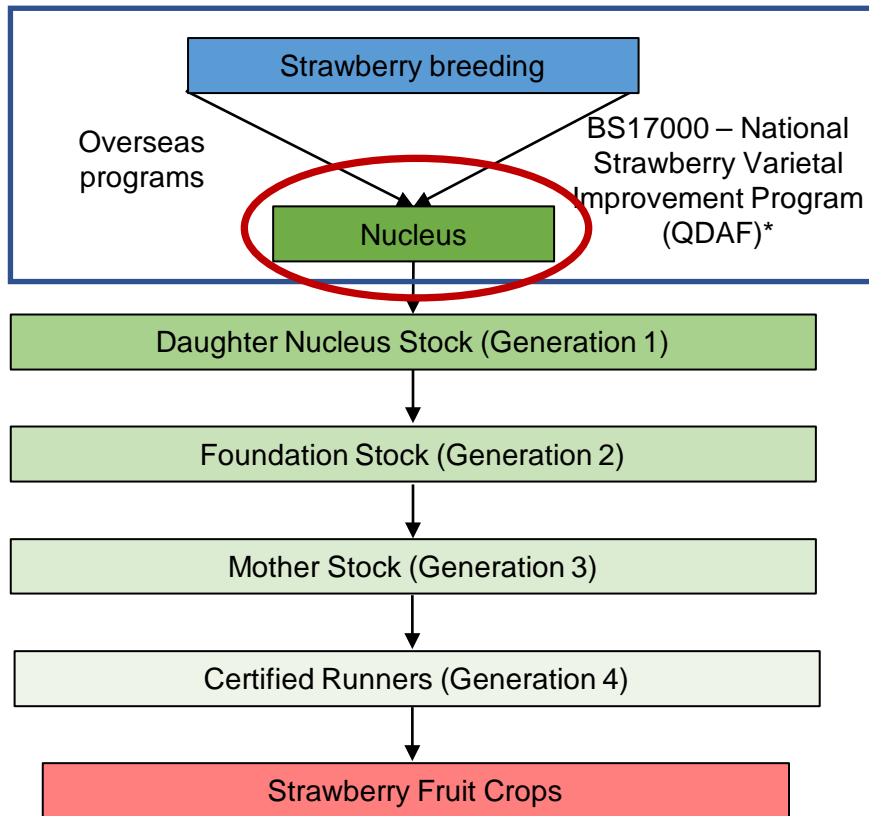 Strawberry breeding
Overseas
programs
BS17000 – National
Strawberry Varietal
Improvement Program
(QDAF)*
Nucleus
Daughter Nucleus Stock (Generation 1)
Foundation Stock (Generation 2)
Mother Stock (Generation 3)
Certified Runners (Generation 4)
Strawberry Fruit Crops